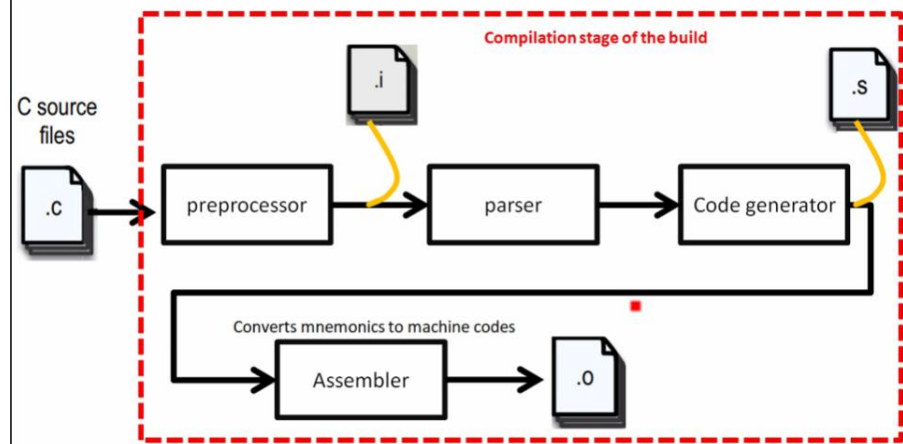 Compilation stage of the build
.i
.s
C source
files
.c
preprocessor
parser
Code generator
Converts mnemonics to machine codes
Assembler
.o